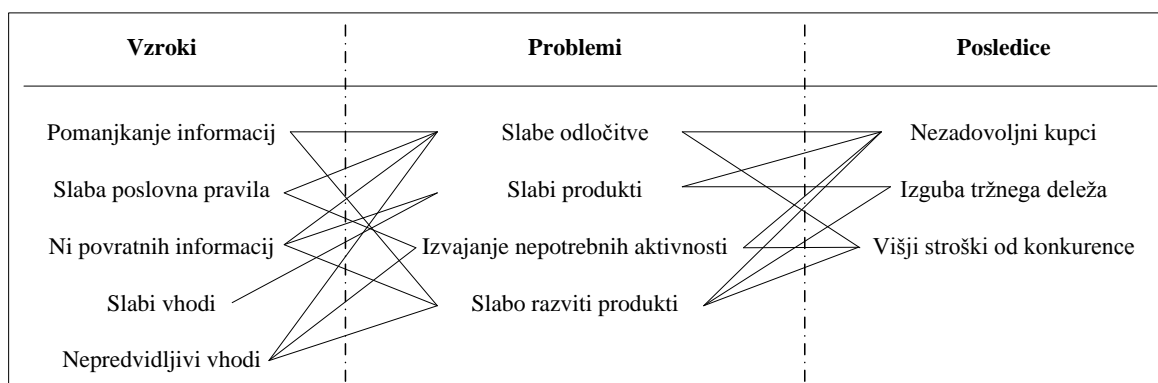 Vzroki Problemi Posledice
Pomanjkanje informacij Slabe odločitve Nezadovoljni kupci
Slaba poslovna pravila Slabi produkti Izguba tržnega deleža
Ni povratnih informacij Izvajanje nepotrebnih aktivnosti Višji stroški od konkurence
Slabi vhodi Slabo razviti produkti
Nepredvidljivi vhodi